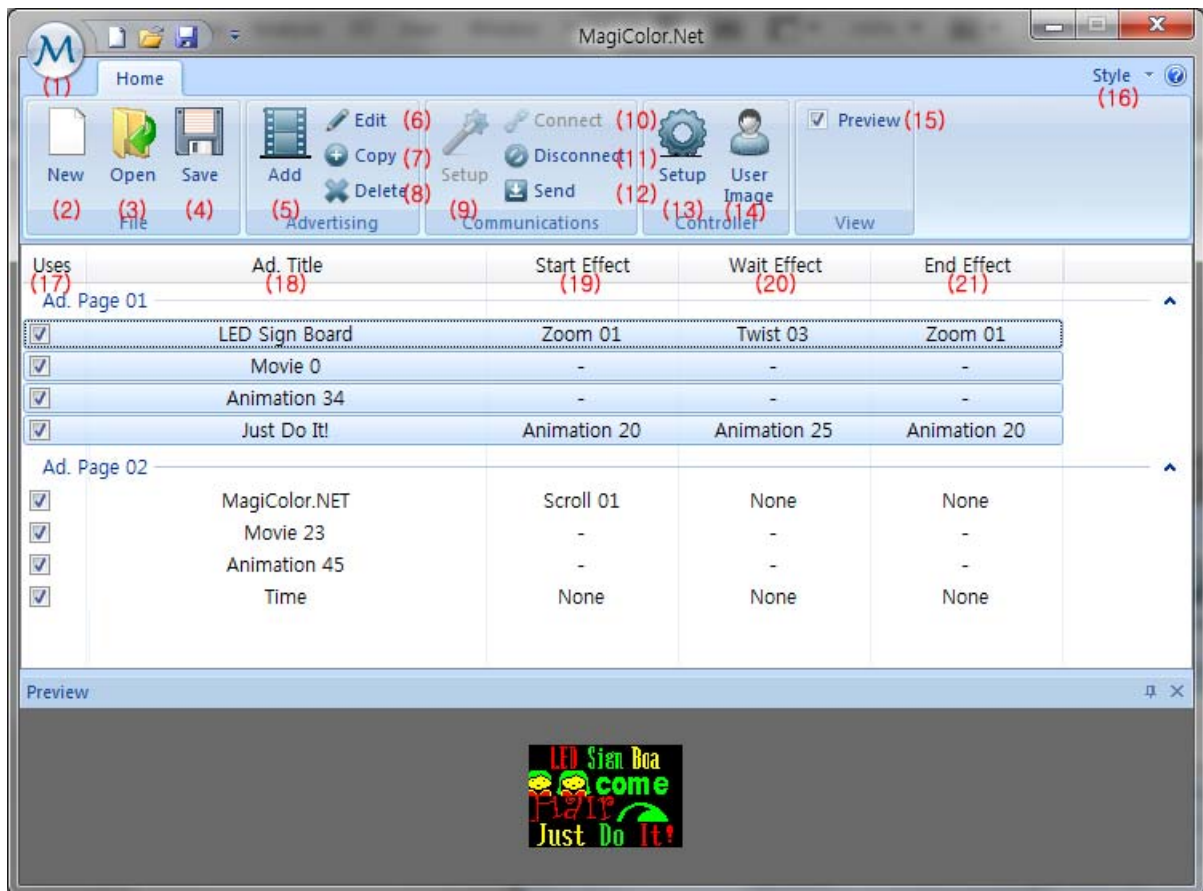 M
MagiColor.Net
(1)
Home
Style
(16)
New
Open
Save
Add
Edit (6)
Copy (7)
Delete (8)
Setup
Connect (10)
Disconnect (11)
Send (12)
Setup
User
Image
Preview (15)
(2) (3) (4) (5) (9) (13) (14)
File Advertising Communications Controller View
Uses Ad. Title Start Effect Wait Effect End Effect
(17) (18) (19) (20) (21)
Ad. Page 01
LED Sign Board Zoom 01 Twist 03 Zoom 01
Movie 0 - - -
Animation 34 - - -
Just Do It! Animation 20 Animation 25 Animation 20
Ad. Page 02
MagiColor.NET Scroll 01 None None
Movie 23 - - -
Animation 45 - - -
Time None None None
Preview
LED Sign Boa
come
Just Do It!